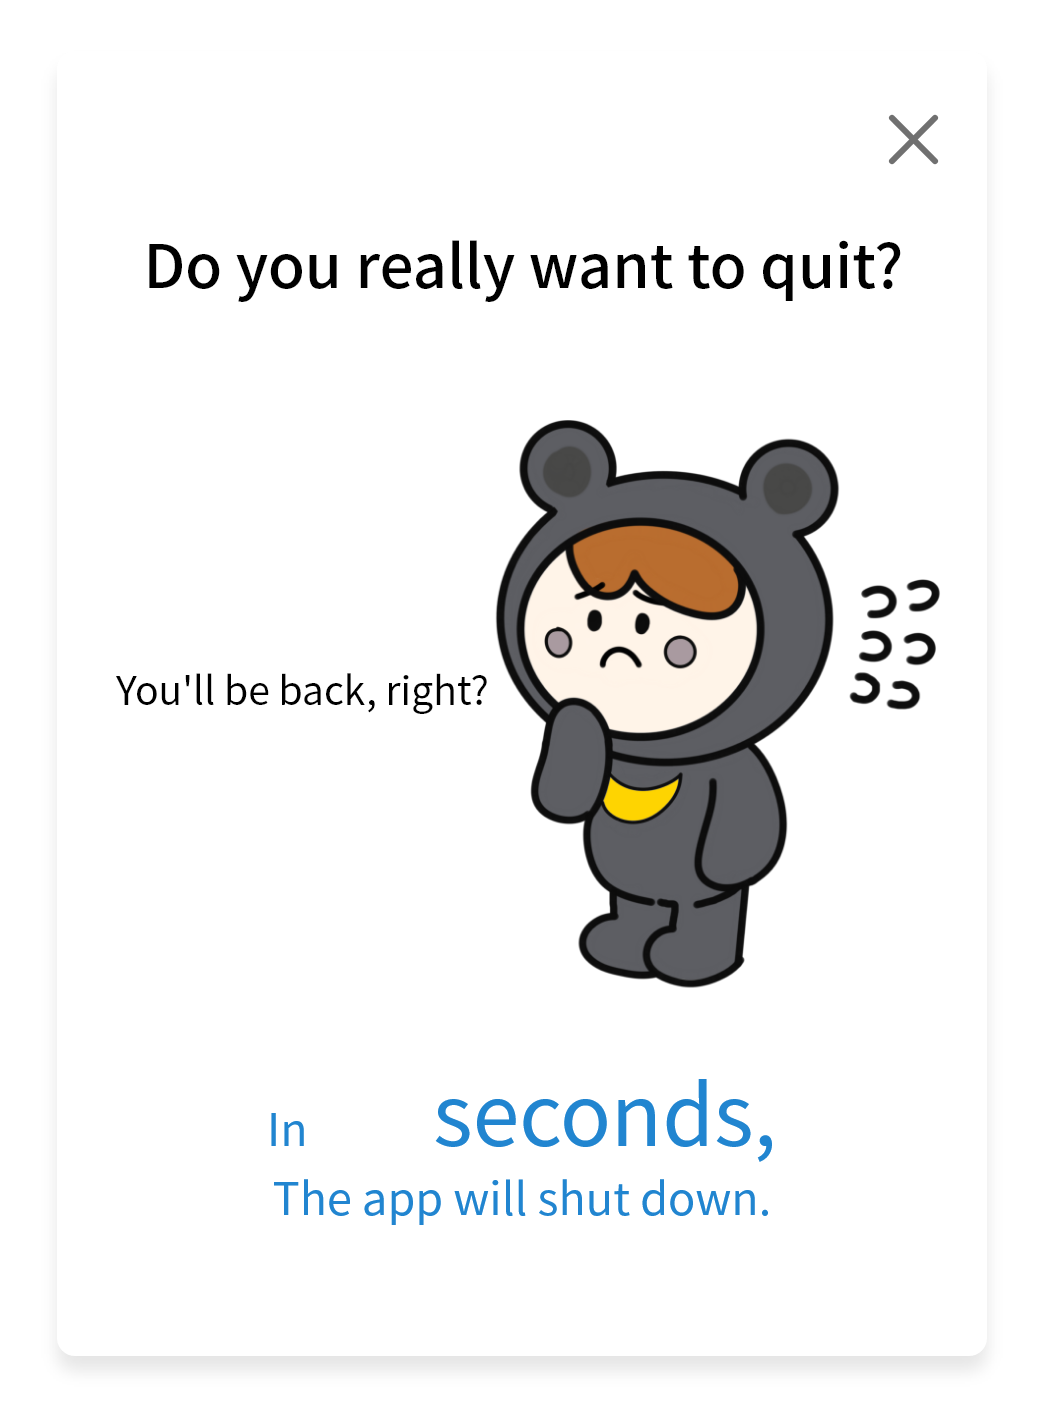 Do you really want to quit?
You'll be back, right?
In seconds,
The app will shut down.